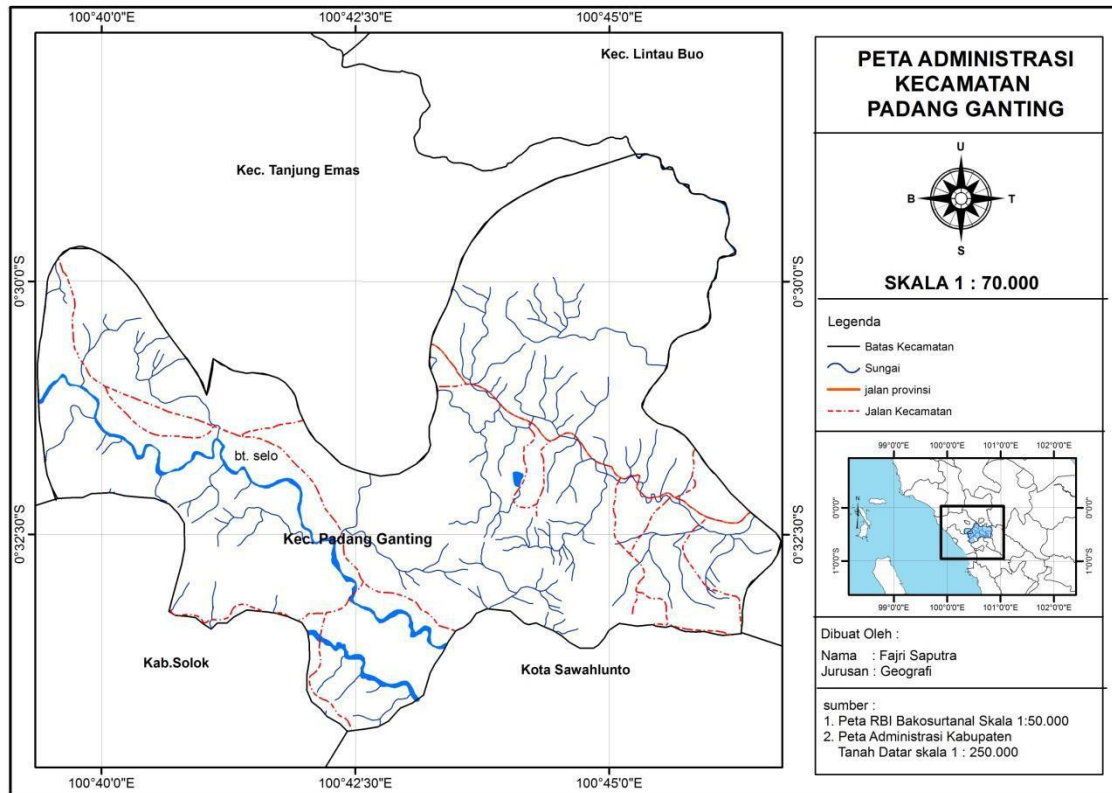 100°40'0"E
100°42'30"E
100°45'0"E
Kec. Lintau Buo
Kec. Tanjung Emas
0°30'0"S
0°30'0"S
bt. selo
Kec. Padang Ganting
0°32'30"S
0°32'30"S
Kab.Solok
Kota Sawahlunto
100°40'0"E
100°42'30"E
100°45'0"E
PETA ADMINISTRASI
KECAMATAN
PADANG GANTING
U
B
T
S
SKALA 1 : 70.000
Legenda
Batas Kecamatan
Sungai
jalan provinsi
Jalan Kecamatan
99°0'0"E
100°0'0"E
101°0'0"E
102°0'0"E
0°0'0"
0°0'0"
1°0'0"S
1°0'0"S
99°0'0"E
100°0'0"E
101°0'0"E
102°0'0"E
Dibuat Oleh :
Nama : Fajri Saputra
Jurusan : Geografi
sumber :
1. Peta RBI Bakosurtanal Skala 1:50.000
2. Peta Administrasi Kabupaten
Tanah Datar skala 1 : 250.000